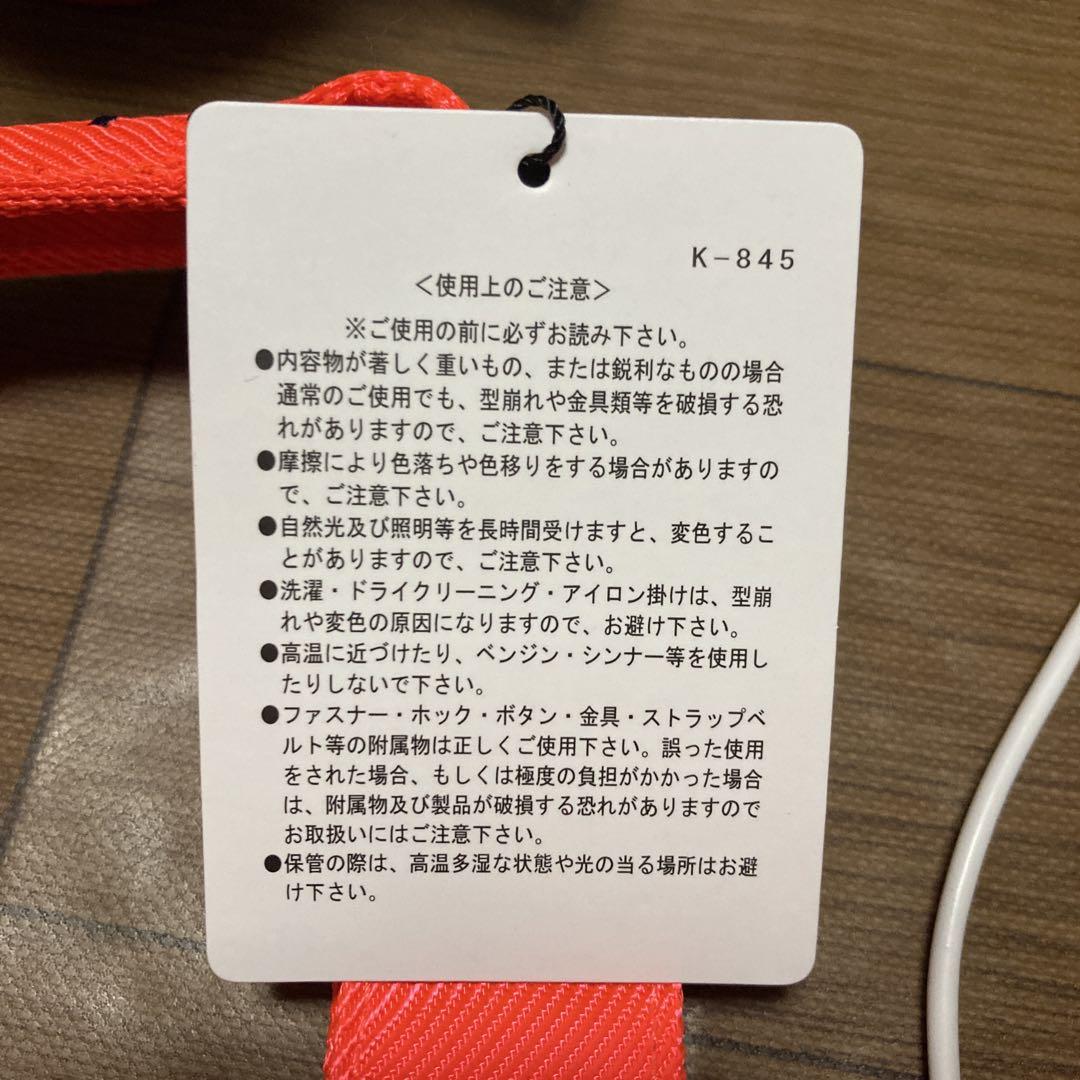 K-845
＜使用上のご注意＞
※ご使用の前に必ずお読み下さい。
●内容物が著しく重いもの、または鋭利なものの場合
通常のご使用でも、型崩れや金具類等を破損する恐
れがありますので、ご注意下さい。
●摩擦により色落ちや色移りをする場合がありますの
で、ご注意下さい。
●自然光及び照明等を長時間受けますと、変色するこ
とがありますので、ご注意下さい。
●洗濯・ドライクリーニング・アイロン掛けは、型崩
れや変色の原因になりますので、お避け下さい。
●高温に近づけたり、ベンジン・シンナー等を使用し
たりしないで下さい。
●ファスナー・ホック・ボタン・金具・ストラップベ
ルト等の附属物は正しくご使用下さい。誤った使用
をされた場合、もしくは極度の負担がかかった場合
は、附属物及び製品が破損する恐れがありますので
お取扱いにはご注意下さい。
●保管の際は、高温多湿な状態や光の当る場所はお避
け下さい。